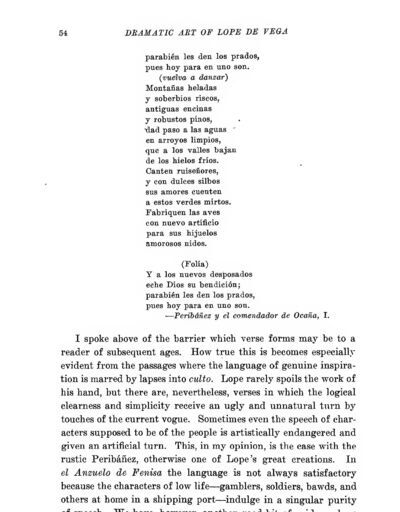 54
DRAMATIC ART OF LOPE DE VEGA
parabién les den los prados,
pues hoy para en uno son.
(vuelva a danzar)
Montañas heladas
y soberbios riscos,
antiguas encinas
y robustos pinos,
dad paso a las aguas
en arroyos limpios,
que a los valles bajan
de los hielos fríos.
Canten ruiseñores,
y con dulces silbos
sus amores cuenten
a estos verdes mirtos.
Fabriquen las aves
con nuevo artificio
para sus hijuelos
amorosos nidos.
(Folía)
Y a los nuevos desposados
eche Dios su bendición;
parabién les den los prados,
pues hoy para en uno son.
—Peribáñez y el comendador de Ocaña, I.
I spoke above of the barrier which verse forms may be to a
reader of subsequent ages. How true this is becomes especially
evident from the passages where the language of genuine inspira-
tion is marred by lapses into culto. Lope rarely spoils the work of
his hand, but there are, nevertheless, verses in which the logical
clearness and simplicity receive an ugly and unnatural turn by
touches of the current vogue. Sometimes even the speech of char-
acters supposed to be of the people is artistically endangered and
given an artificial turn. This, in my opinion, is the ease with the
rustic Peribáñez, otherwise one of Lope's great creations. In
el Anzuelo de Fenisa the language is not always satisfactory
because the characters of low life—gamblers, soldiers, bawds, and
others at home in a shipping port—indulge in a singular purity